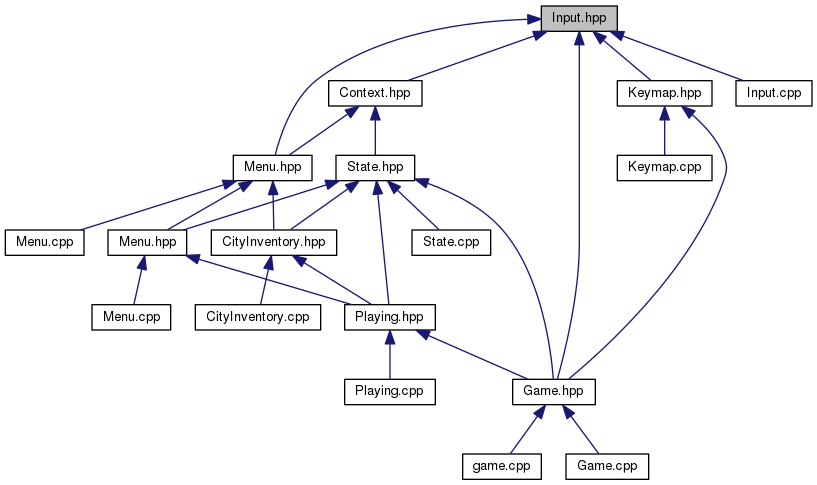 Input.hpp
Context.hpp
Keymap.hpp
Input.cpp
Menu.hpp
State.hpp
Keymap.cpp
Menu.cpp
Menu.hpp
CityInventory.hpp
State.cpp
Menu.cpp
CityInventory.cpp
Playing.hpp
Playing.cpp
Game.hpp
game.cpp
Game.cpp